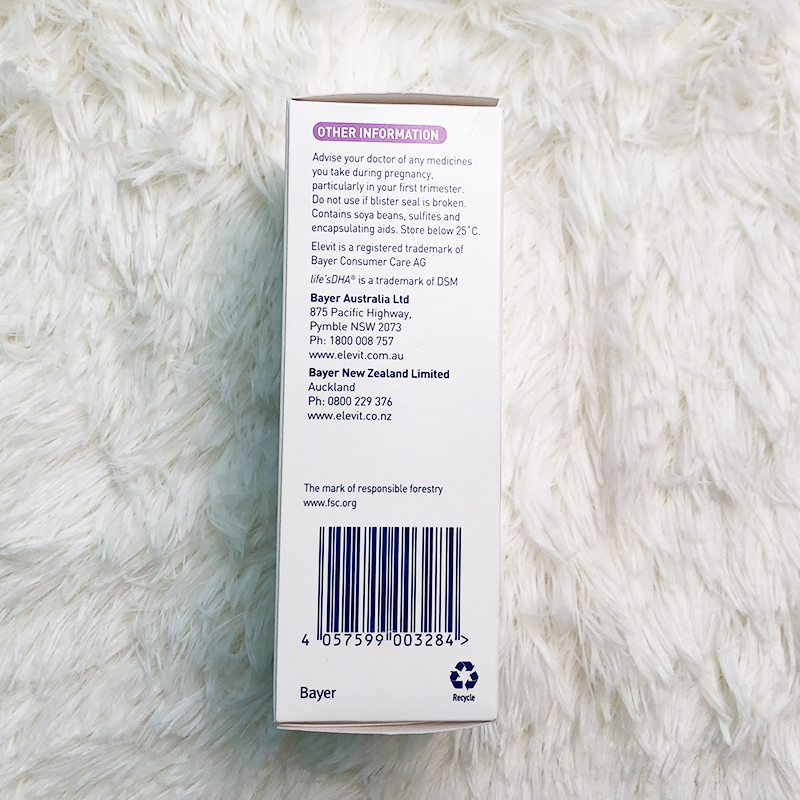 OTHER INFORMATION
Advise your doctor of any medicines
you take during pregnancy,
particularly in your first trimester.
Do not use if blister seal is broken.
Contains soya beans, sulfites and
encapsulating aids. Store below 25˚C.
Elevit is a registered trademark of
Bayer Consumer Care AG
life'sDHA® is a trademark of DSM
Bayer Australia Ltd
875 Pacific Highway,
Pymble NSW 2073
Ph: 1800 008 757
www.elevit.com.au
Bayer New Zealand Limited
Auckland
Ph: 0800 229 376
www.elevit.co.nz
The mark of responsible forestry
www.fsc.org
4 057599 003284 >
Bayer
Recycle